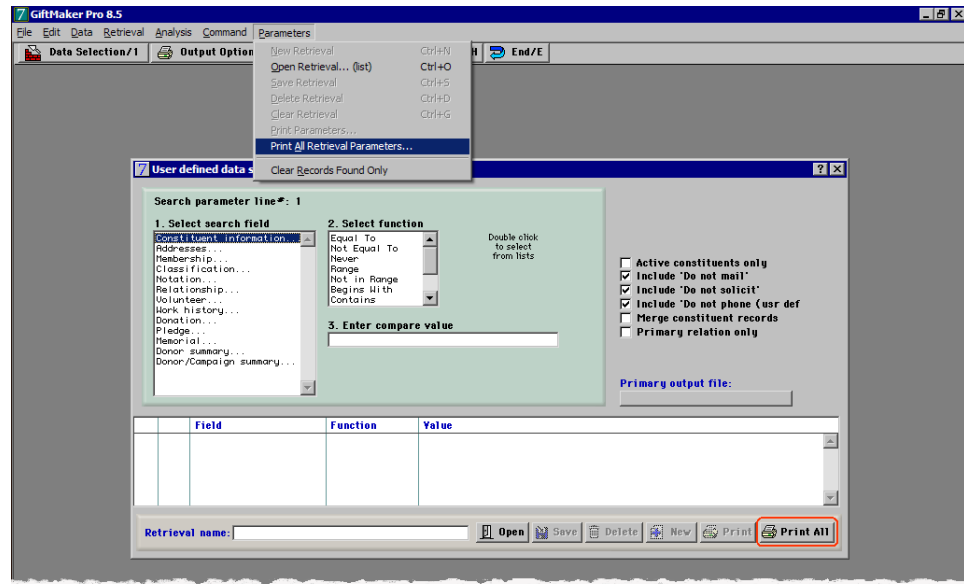 GiftMaker Pro 8.5
File Edit Data Retrieval Analysis Command Parameters
Data Selection/1 Output Option H End/E
New Retrieval Ctrl+N
Open Retrieval... (list) Ctrl+O
Save Retrieval Ctrl+S
Delete Retrieval Ctrl+D
Clear Retrieval Ctrl+G
Print Parameters...
Print All Retrieval Parameters...
Clear Records Found Only
User defined data s
Search parameter line#: 1
1. Select search field
Constituent information...
Addresses...
Membership...
Classification...
Notation...
Relationship...
Volunteer...
Work history...
Donation...
Pledge...
Memorial...
Donor summary...
Donor/Campaign summary...
2. Select function
Equal To
Not Equal To
Never
Range
Not in Range
Begins With
Contains
Double click
to select
from lists
3. Enter compare value
Active constituents only
Include 'Do not mail'
Include 'Do not solicit'
Include 'Do not phone (usr def
Merge constituent records
Primary relation only
Primary output file:
Field Function Value
Retrieval name: Open Save Delete New Print Print All